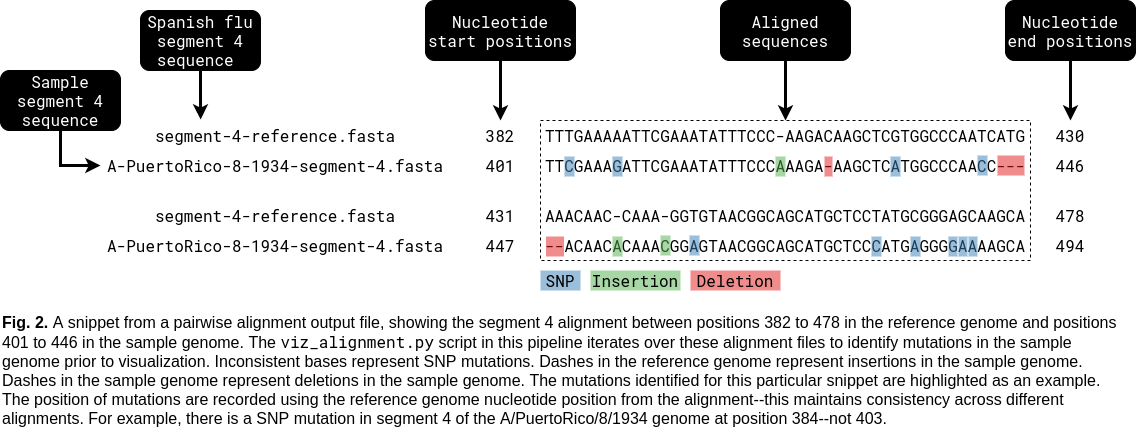 Spanish flu
segment 4
sequence
Nucleotide
start positions
Aligned
sequences
Nucleotide
end positions
Sample
segment 4
sequence
segment-4-reference.fasta 382 TTTGAAAAATTCGAAATATTTCCC-AAGACAAGCTCGTGGCCCAATCATG 430
A-PuertoRico-8-1934-segment-4.fasta 401 TTCGAAAGATTCGAAATATTTCCCAAAGA-AAGCTCATGGCCCAACC--- 446
segment-4-reference.fasta 431 AAACAAC-CAAA-GGTGTAACGGCAGCATGCTCCTATGCGGGAGCAAGCA 478
A-PuertoRico-8-1934-segment-4.fasta 447 --ACAACACAAACGGAGTAACGGCAGCATGCTCCCATGAGGGGAAAAGCA 494
SNP Insertion Deletion
Fig. 2. A snippet from a pairwise alignment output file, showing the segment 4 alignment between positions 382 to 478 in the reference genome and positions
401 to 446 in the sample genome. The viz_alignment.py script in this pipeline iterates over these alignment files to identify mutations in the sample
genome prior to visualization. Inconsistent bases represent SNP mutations. Dashes in the reference genome represent insertions in the sample genome.
Dashes in the sample genome represent deletions in the sample genome. The mutations identified for this particular snippet are highlighted as an example.
The position of mutations are recorded using the reference genome nucleotide position from the alignment--this maintains consistency across different
alignments. For example, there is a SNP mutation in segment 4 of the A/PuertoRico/8/1934 genome at position 384--not 403.